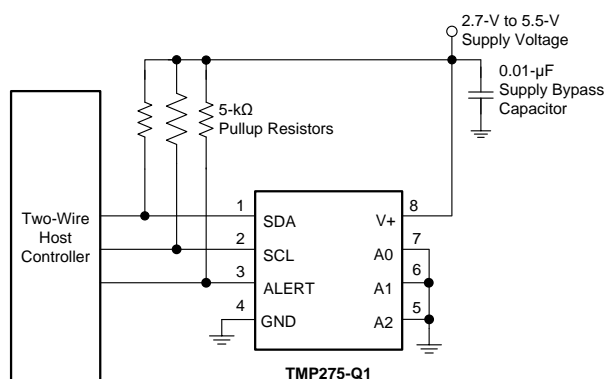 2.7-V to 5.5-V
Supply Voltage
0.01-μF
Supply Bypass
Capacitor
5-kΩ
Pullup Resistors
Two-Wire
Host
Controller
1 SDA
2 SCL
3 ALERT
4 GND
V+ 8
A0 7
A1 6
A2 5
TMP275-Q1